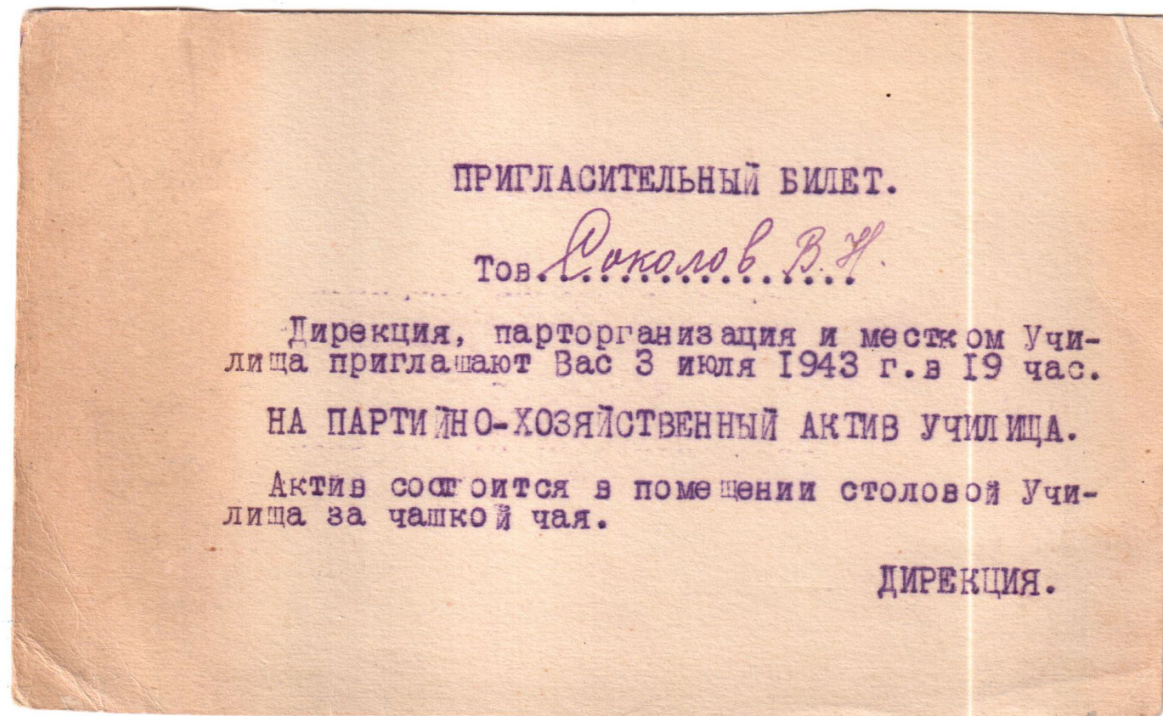 ПРИГЛАСИТЕЛЬНЫЙ БИЛЕТ.
Тов. Соколов В. Н.
Дирекция, парторганизация и местком Учи-
лища приглашают Вас 3 июля 1943 г. в 19 час.
НА ПАРТИЙНО-ХОЗЯЙСТВЕННЫЙ АКТИВ УЧИЛИЩА.
Актив состоится в помещении столовой Учи-
лища за чашкой чая.
ДИРЕКЦИЯ.